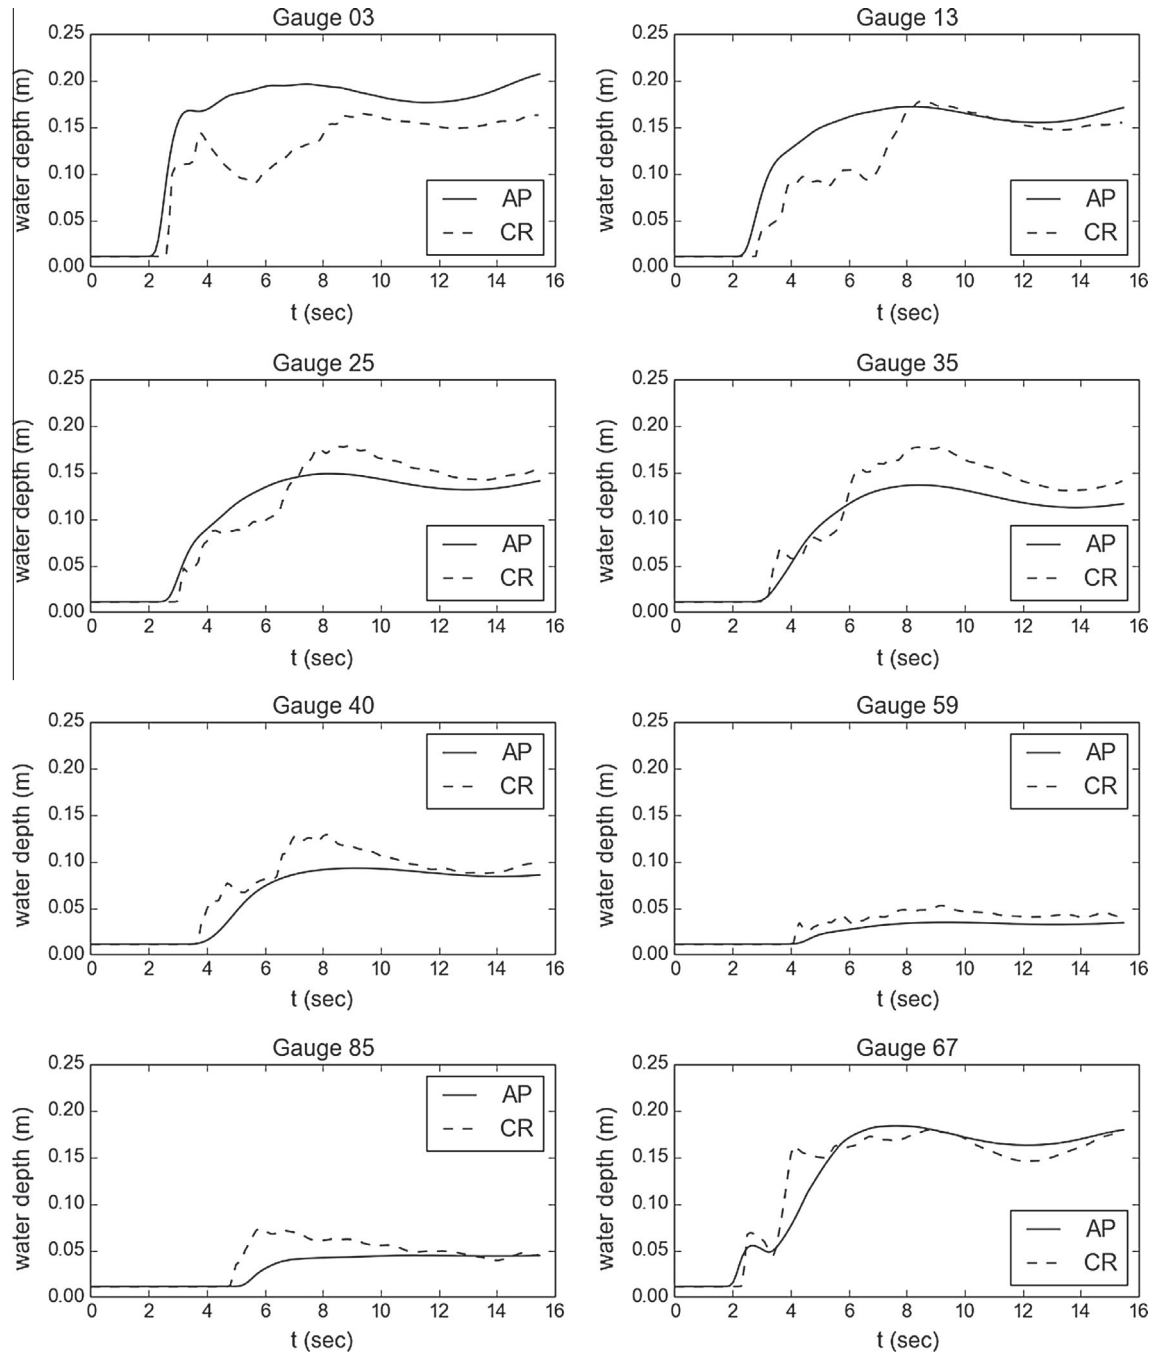 Gauge 03
0.25
0.20
0.15
0.10
0.05
0.00
water depth (m)
AP
CR
0 2 4 6 8 10 12 14 16
t (sec)
Gauge 13
0.25
0.20
0.15
0.10
0.05
0.00
water depth (m)
AP
CR
0 2 4 6 8 10 12 14 16
t (sec)
Gauge 25
0.25
0.20
0.15
0.10
0.05
0.00
water depth (m)
AP
CR
0 2 4 6 8 10 12 14 16
t (sec)
Gauge 35
0.25
0.20
0.15
0.10
0.05
0.00
water depth (m)
AP
CR
0 2 4 6 8 10 12 14 16
t (sec)
Gauge 40
0.25
0.20
0.15
0.10
0.05
0.00
water depth (m)
AP
CR
0 2 4 6 8 10 12 14 16
t (sec)
Gauge 59
0.25
0.20
0.15
0.10
0.05
0.00
water depth (m)
AP
CR
0 2 4 6 8 10 12 14 16
t (sec)
Gauge 85
0.25
0.20
0.15
0.10
0.05
0.00
water depth (m)
AP
CR
0 2 4 6 8 10 12 14 16
t (sec)
Gauge 67
0.25
0.20
0.15
0.10
0.05
0.00
water depth (m)
AP
CR
0 2 4 6 8 10 12 14 16
t (sec)